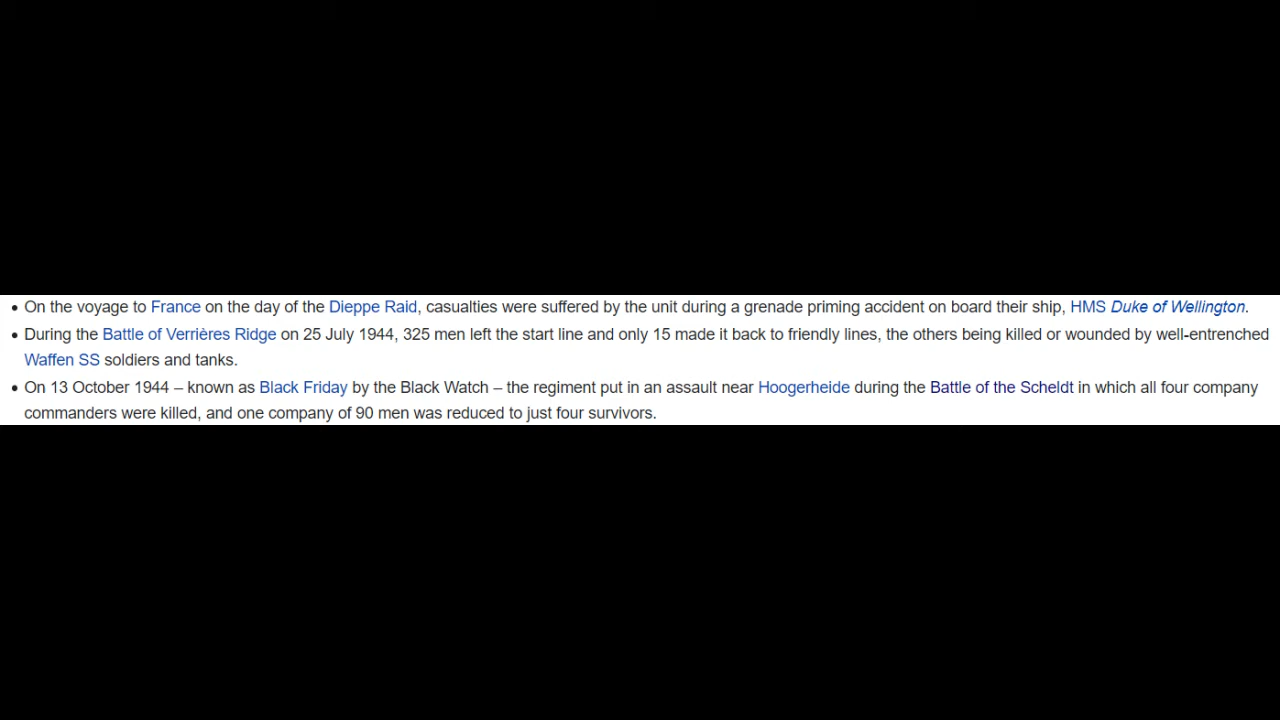 • On the voyage to France on the day of the Dieppe Raid, casualties were suffered by the unit during a grenade priming accident on board their ship, HMS Duke of Wellington.
• During the Battle of Verrières Ridge on 25 July 1944, 325 men left the start line and only 15 made it back to friendly lines, the others being killed or wounded by well-entrenched
Waffen SS soldiers and tanks.
• On 13 October 1944 – known as Black Friday by the Black Watch – the regiment put in an assault near Hoogerheide during the Battle of the Scheldt in which all four company
commanders were killed, and one company of 90 men was reduced to just four survivors.